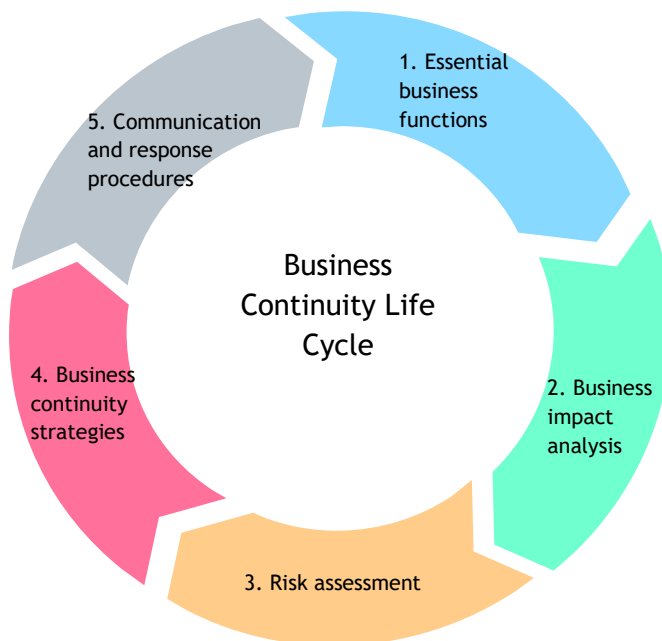 Business
Continuity Life
Cycle
1. Essential
business
functions
2. Business
impact
analysis
3. Risk assessment
4. Business
continuity
strategies
5. Communication
and response
procedures